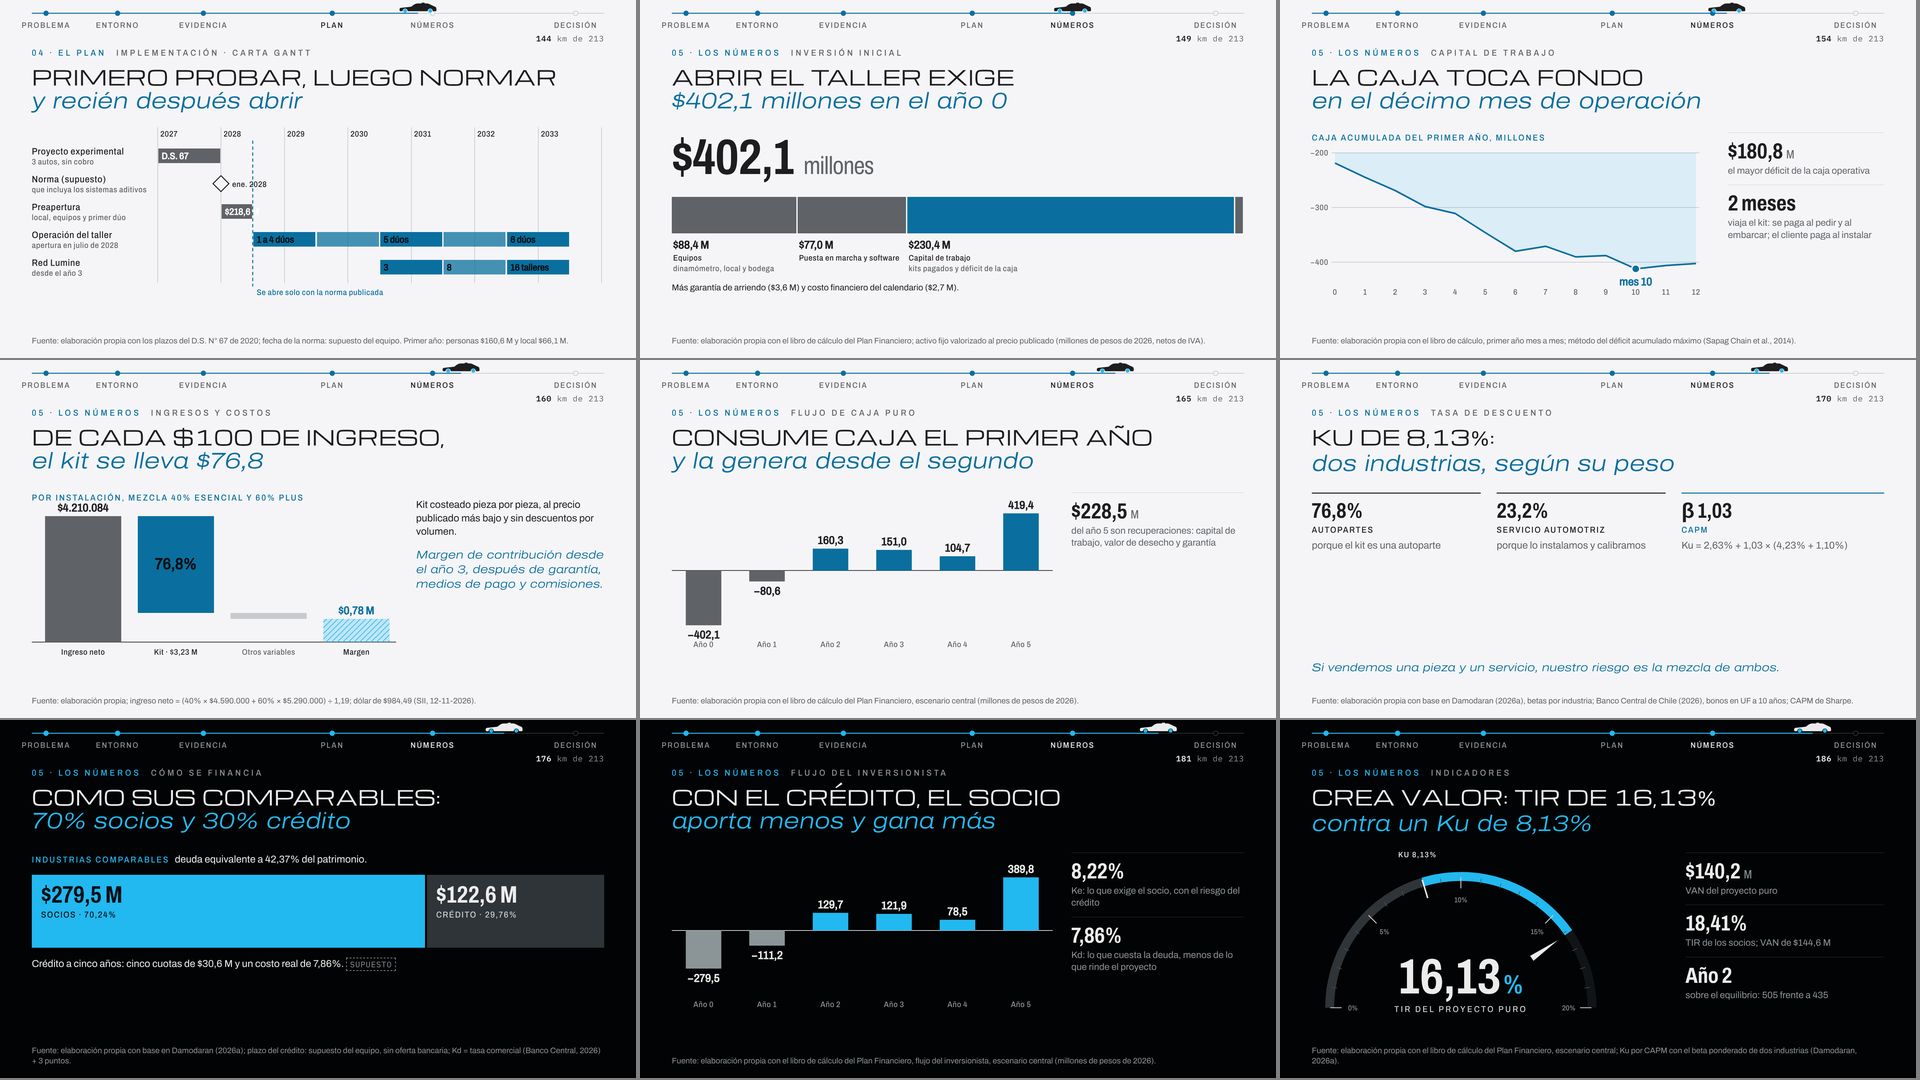 PROBLEMA ENTORNO EVIDENCIA PLAN NÚMEROS DECISIÓN
144 km de 213
04 · EL PLAN IMPLEMENTACIÓN · CARTA GANTT
PRIMERO PROBAR, LUEGO NORMAR
y recién después abrir
2027 2028 2029 2030 2031 2032 2033
Proyecto experimental
3 autos, sin cobro
D.S. 67
Norma (supuesto)
que incluya los sistemas aditivos
ene. 2028
Preapertura
local, equipos y primer dúo
$218,6
Operación del taller
apertura en julio de 2028
1 a 4 dúos 5 dúos 6 dúos
Red Lumine
desde el año 3
3 8 16 talleres
Se abre solo con la norma publicada
Fuente: elaboración propia con los plazos del D.S. N° 67 de 2020; fecha de la norma: supuesto del equipo. Primer año: personas $160,6 M y local $66,1 M.
PROBLEMA ENTORNO EVIDENCIA PLAN NÚMEROS DECISIÓN
149 km de 213
05 · LOS NÚMEROS INVERSIÓN INICIAL
ABRIR EL TALLER EXIGE
$402,1 millones en el año 0
$402,1 millones
$88,4 M
Equipos
dinamómetro, local y bodega
$77,0 M
Puesta en marcha y software
$230,4 M
Capital de trabajo
kits pagados y déficit de la caja
Más garantía de arriendo ($3,6 M) y costo financiero del calendario ($2,7 M).
Fuente: elaboración propia con el libro de cálculo del Plan Financiero; activo fijo valorizado al precio publicado (millones de pesos de 2026, netos de IVA).
PROBLEMA ENTORNO EVIDENCIA PLAN NÚMEROS DECISIÓN
154 km de 213
05 · LOS NÚMEROS CAPITAL DE TRABAJO
LA CAJA TOCA FONDO
en el décimo mes de operación
CAJA ACUMULADA DEL PRIMER AÑO, MILLONES
−200
−300
−400
mes 10
0 1 2 3 4 5 6 7 8 9 10 11 12
$180,8 M
el mayor déficit de la caja operativa
2 meses
viaja el kit: se paga al pedir y al
embarcar; el cliente paga al instalar
Fuente: elaboración propia con el libro de cálculo, primer año mes a mes; método del déficit acumulado máximo (Sapag Chain et al., 2014).
PROBLEMA ENTORNO EVIDENCIA PLAN NÚMEROS DECISIÓN
160 km de 213
05 · LOS NÚMEROS INGRESOS Y COSTOS
DE CADA $100 DE INGRESO,
el kit se lleva $76,8
POR INSTALACIÓN, MEZCLA 40% ESENCIAL Y 60% PLUS
$4.210.084
76,8%
$0,78 M
Ingreso neto Kit · $3,23 M Otros variables Margen
Kit costeado pieza por pieza, al precio
publicado más bajo y sin descuentos por
volumen.
Margen de contribución desde
el año 3, después de garantía,
medios de pago y comisiones.
Fuente: elaboración propia; ingreso neto = (40% × $4.590.000 + 60% × $5.290.000) ÷ 1,19; dólar de $984,49 (SII, 12-11-2026).
PROBLEMA ENTORNO EVIDENCIA PLAN NÚMEROS DECISIÓN
165 km de 213
05 · LOS NÚMEROS FLUJO DE CAJA PURO
CONSUME CAJA EL PRIMER AÑO
y la genera desde el segundo
−402,1 −80,6 160,3 151,0 104,7 419,4
Año 0 Año 1 Año 2 Año 3 Año 4 Año 5
$228,5 M
del año 5 son recuperaciones: capital de
trabajo, valor de desecho y garantía
Fuente: elaboración propia con el libro de cálculo del Plan Financiero, escenario central (millones de pesos de 2026).
PROBLEMA ENTORNO EVIDENCIA PLAN NÚMEROS DECISIÓN
170 km de 213
05 · LOS NÚMEROS TASA DE DESCUENTO
KU DE 8,13%:
dos industrias, según su peso
76,8%
AUTOPARTES
porque el kit es una autoparte
23,2%
SERVICIO AUTOMOTRIZ
porque lo instalamos y calibramos
β 1,03
CAPM
Ku = 2,63% + 1,03 × (4,23% + 1,10%)
Si vendemos una pieza y un servicio, nuestro riesgo es la mezcla de ambos.
Fuente: elaboración propia con base en Damodaran (2026a), betas por industria; Banco Central de Chile (2026), bonos en UF a 10 años; CAPM de Sharpe.
PROBLEMA ENTORNO EVIDENCIA PLAN NÚMEROS DECISIÓN
176 km de 213
05 · LOS NÚMEROS CÓMO SE FINANCIA
COMO SUS COMPARABLES:
70% socios y 30% crédito
INDUSTRIAS COMPARABLES deuda equivalente a 42,37% del patrimonio.
$279,5 M
SOCIOS · 70,24%
$122,6 M
CRÉDITO · 29,76%
Crédito a cinco años: cinco cuotas de $30,6 M y un costo real de 7,86%. SUPUESTO
Fuente: elaboración propia con base en Damodaran (2026a); plazo del crédito: supuesto del equipo, sin oferta bancaria; Kd = tasa comercial (Banco Central, 2026)
+ 3 puntos.
PROBLEMA ENTORNO EVIDENCIA PLAN NÚMEROS DECISIÓN
181 km de 213
05 · LOS NÚMEROS FLUJO DEL INVERSIONISTA
CON EL CRÉDITO, EL SOCIO
aporta menos y gana más
−279,5 −111,2 129,7 121,9 78,5 389,8
Año 0 Año 1 Año 2 Año 3 Año 4 Año 5
8,22%
Ke: lo que exige el socio, con el riesgo del
crédito
7,86%
Kd: lo que cuesta la deuda, menos de lo
que rinde el proyecto
Fuente: elaboración propia con el libro de cálculo del Plan Financiero, flujo del inversionista, escenario central (millones de pesos de 2026).
PROBLEMA ENTORNO EVIDENCIA PLAN NÚMEROS DECISIÓN
186 km de 213
05 · LOS NÚMEROS INDICADORES
CREA VALOR: TIR DE 16,13%
contra un Ku de 8,13%
KU 8,13%
0% 5% 10% 15% 20%
16,13 %
TIR DEL PROYECTO PURO
$140,2 M
VAN del proyecto puro
18,41%
TIR de los socios; VAN de $144,6 M
Año 2
sobre el equilibrio: 505 frente a 435
Fuente: elaboración propia con el libro de cálculo del Plan Financiero, escenario central; Ku por CAPM con el beta ponderado de dos industrias (Damodaran,
2026a).